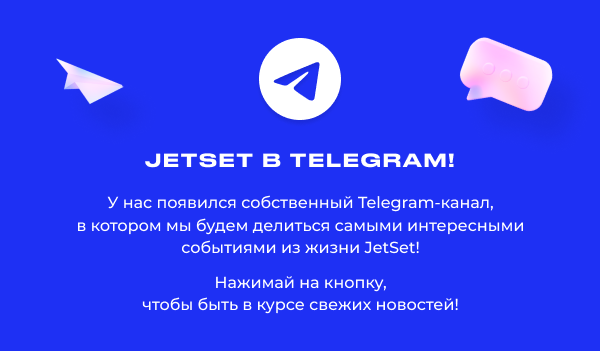 JETSET В TELEGRAM!
У нас появился собственный Telegram-канал,
в котором мы будем делиться самыми интересными
событиями из жизни JetSet!
Нажимай на кнопку,
чтобы быть в курсе свежих новостей!